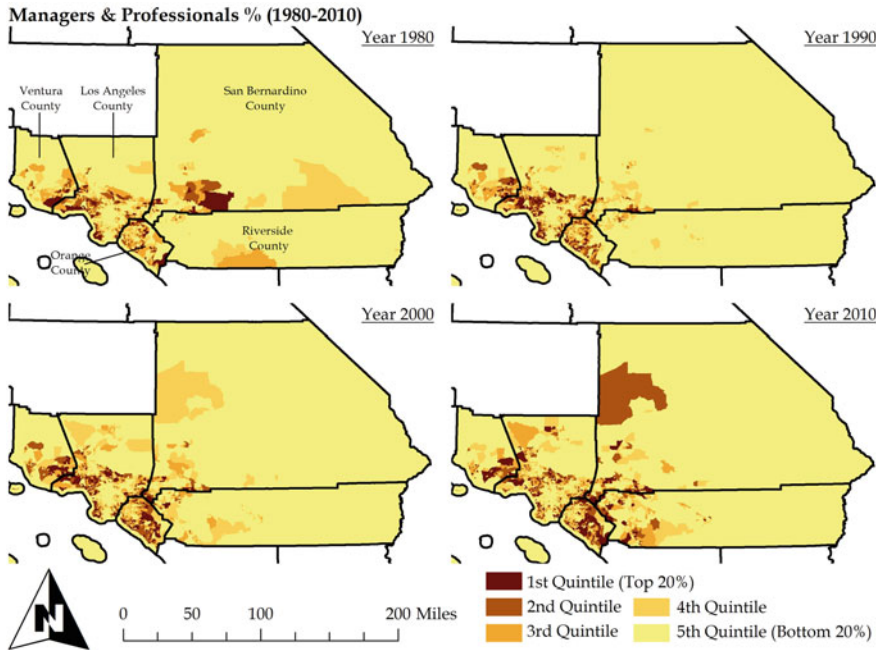 Managers & Professionals % (1980-2010)
Year 1980
Year 1990
Ventura
County
Los Angeles
County
San Bernardino
County
Riverside
County
Orange
County
Year 2000
Year 2010
N
0 50 100 200 Miles
1st Quintile (Top 20%)
2nd Quintile
4th Quintile
3rd Quintile
5th Quintile (Bottom 20%)